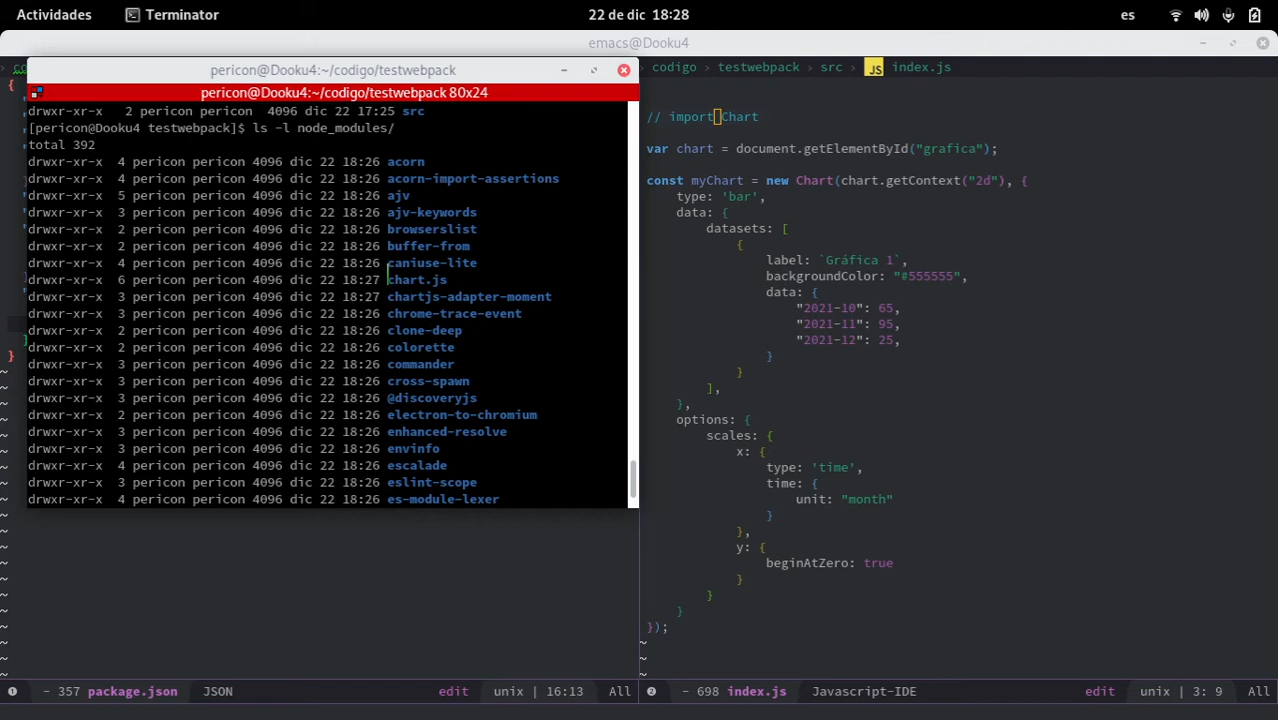 Actividades Terminator 22 de dic 18:28 es
emacs@Dooku4
pericon@Dooku4:~/codigo/testwebpack
pericon@Dooku4:~/codigo/testwebpack 80x24
drwxr-xr-x 2 pericon pericon 4096 dic 22 17:25 src
[pericon@Dooku4 testwebpack]$ ls -l node_modules/
total 392
drwxr-xr-x 4 pericon pericon 4096 dic 22 18:26 acorn
drwxr-xr-x 4 pericon pericon 4096 dic 22 18:26 acorn-import-assertions
drwxr-xr-x 5 pericon pericon 4096 dic 22 18:26 ajv
drwxr-xr-x 3 pericon pericon 4096 dic 22 18:26 ajv-keywords
drwxr-xr-x 2 pericon pericon 4096 dic 22 18:26 browserslist
drwxr-xr-x 2 pericon pericon 4096 dic 22 18:26 buffer-from
drwxr-xr-x 4 pericon pericon 4096 dic 22 18:26 caniuse-lite
drwxr-xr-x 6 pericon pericon 4096 dic 22 18:27 chart.js
drwxr-xr-x 3 pericon pericon 4096 dic 22 18:27 chartjs-adapter-moment
drwxr-xr-x 3 pericon pericon 4096 dic 22 18:26 chrome-trace-event
drwxr-xr-x 2 pericon pericon 4096 dic 22 18:26 clone-deep
drwxr-xr-x 2 pericon pericon 4096 dic 22 18:26 colorette
drwxr-xr-x 3 pericon pericon 4096 dic 22 18:26 commander
drwxr-xr-x 3 pericon pericon 4096 dic 22 18:26 cross-spawn
drwxr-xr-x 3 pericon pericon 4096 dic 22 18:26 @discoveryjs
drwxr-xr-x 2 pericon pericon 4096 dic 22 18:26 electron-to-chromium
drwxr-xr-x 3 pericon pericon 4096 dic 22 18:26 enhanced-resolve
drwxr-xr-x 3 pericon pericon 4096 dic 22 18:26 envinfo
drwxr-xr-x 4 pericon pericon 4096 dic 22 18:26 escalade
drwxr-xr-x 3 pericon pericon 4096 dic 22 18:26 eslint-scope
drwxr-xr-x 4 pericon pericon 4096 dic 22 18:26 es-module-lexer
- 357 package.json JSON edit unix | 16:13 All
codigo > testwebpack > src > JS index.js
// import Chart
var chart = document.getElementById("grafica");
const myChart = new Chart(chart.getContext("2d"), {
type: 'bar',
data: {
datasets: [
{
label: `Gráfica 1`,
backgroundColor: "#555555",
data: {
"2021-10": 65,
"2021-11": 95,
"2021-12": 25,
}
}
],
},
options: {
scales: {
x: {
type: 'time',
time: {
unit: "month"
}
},
y: {
beginAtZero: true
}
}
}
});
- 698 index.js Javascript-IDE edit unix | 3: 9 All